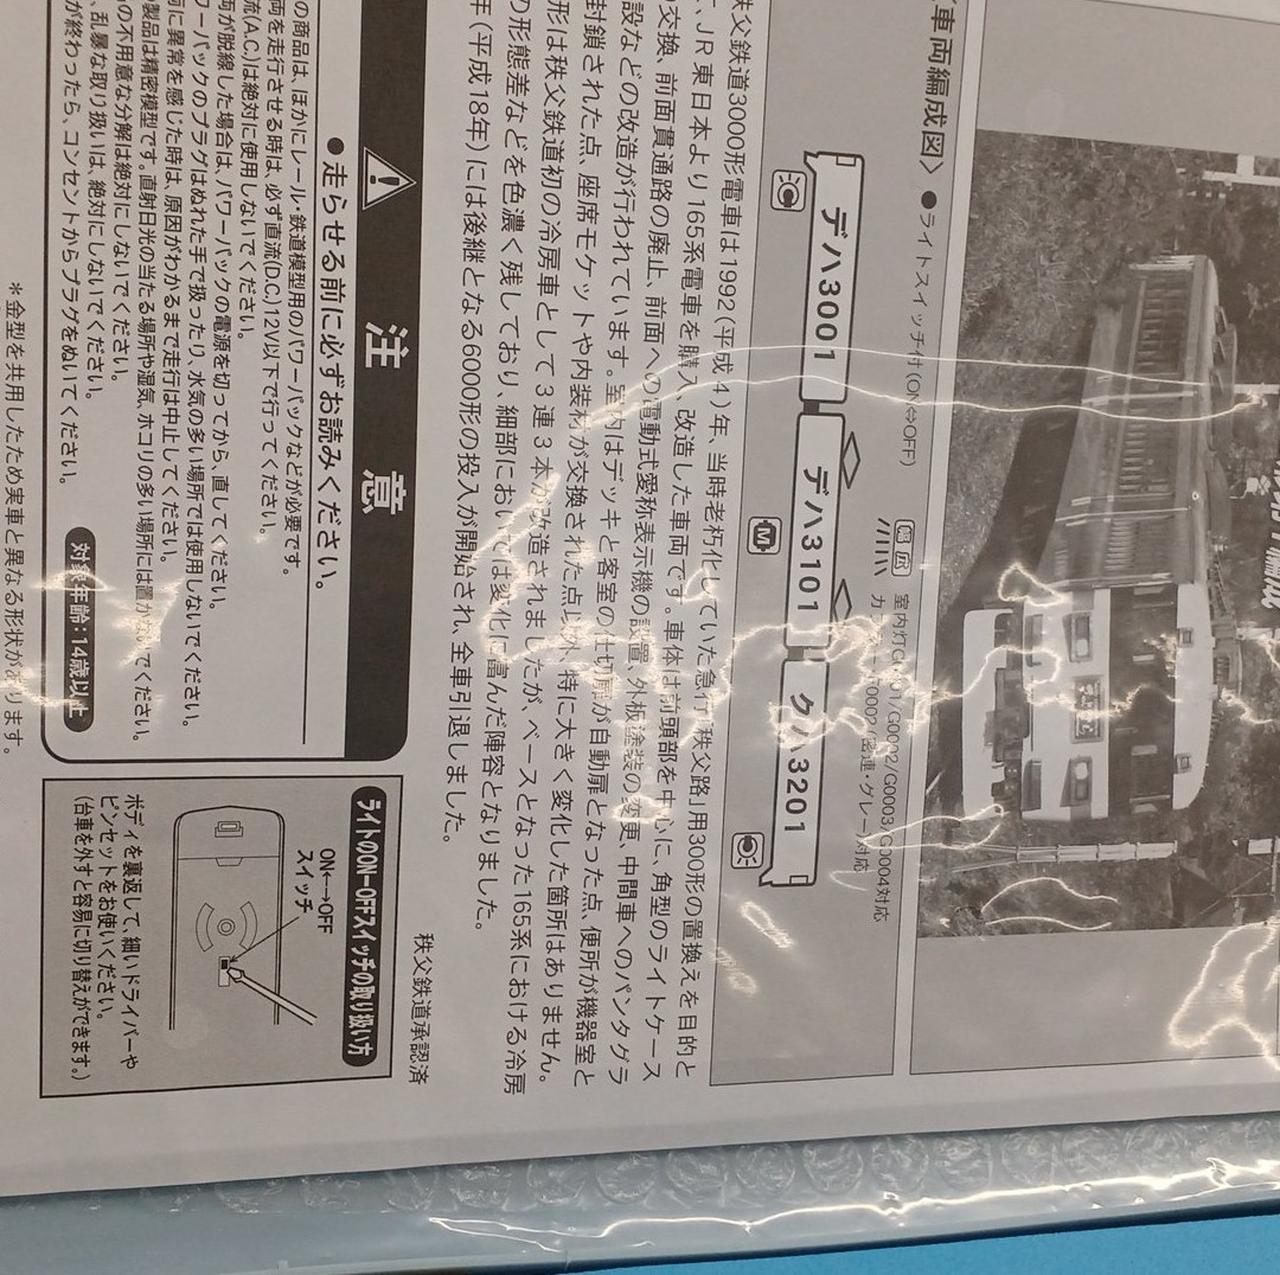 車両編成図〉 ●ライトスイッチ付(ON⇔OFF)
幅広 室内灯G0001/G0002/G0003/G0004対応
(密連・グレー)対応
デハ3001
デハ3101
クハ3201
M
秩父鉄道3000形電車は1992(平成4)年、当時老朽化していた急行「秩父路」用300形の置換えを目的と
、JR東日本より165系電車を購入、改造した車両です。車体は前頭部を中心に、角型のライトケース
交換、前面貫通路の廃止、前面への電動式愛称表示機の設置、外板塗装の変更、中間車へのパンタグラ
設などの改造が行われています。室内はデッキと客室の仕切扉が自動扉となった点、便所が機器室と
封鎖された点、座席モケットや内装材が交換された点以外、特に大きく変化した箇所はありません。
形は秩父鉄道初の冷房車として3連3本が改造されましたが、ベースとなった165系における冷房
の形態差などを色濃く残しており、細部においては変化に富んだ陣容となりました。
年(平成18年)には後継となる6000形の投入が開始され、全車引退しました。
秩父鉄道承認済
注意
●走らせる前に必ずお読みください。
の商品は、ほかにレール・鉄道模型用のパワーパックなどが必要です。
両を走行させる時は、必ず直流(D.C.)12V以下で行ってください。
流(A.C.)は絶対に使用しないでください。
両が脱線した場合は、パワーパックの電源を切ってから、直してください。
ワーパックのプラグはぬれた手で扱ったり、水気の多い場所では使用しないでください。
両に異常を感じた時は、原因がわかるまで走行は中止してください。
製品は精密模型です。直射日光の当たる場所や湿気、ホコリの多い場所には置かないでください。
の不用意な分解は絶対にしないでください。
、乱暴な取り扱いは、絶対にしないでください。
が終わったら、コンセントからプラグをぬいてください。
対象年齢：14歳以上
ライトのON-OFFスイッチの取り扱い方
ON←→OFF
スイッチ
ボディを裏返して、細いドライバーや
ピンセットをお使いください。
(台車を外すと容易に切り替えができます。)
*金型を共用したため実車と異なる形状があります。